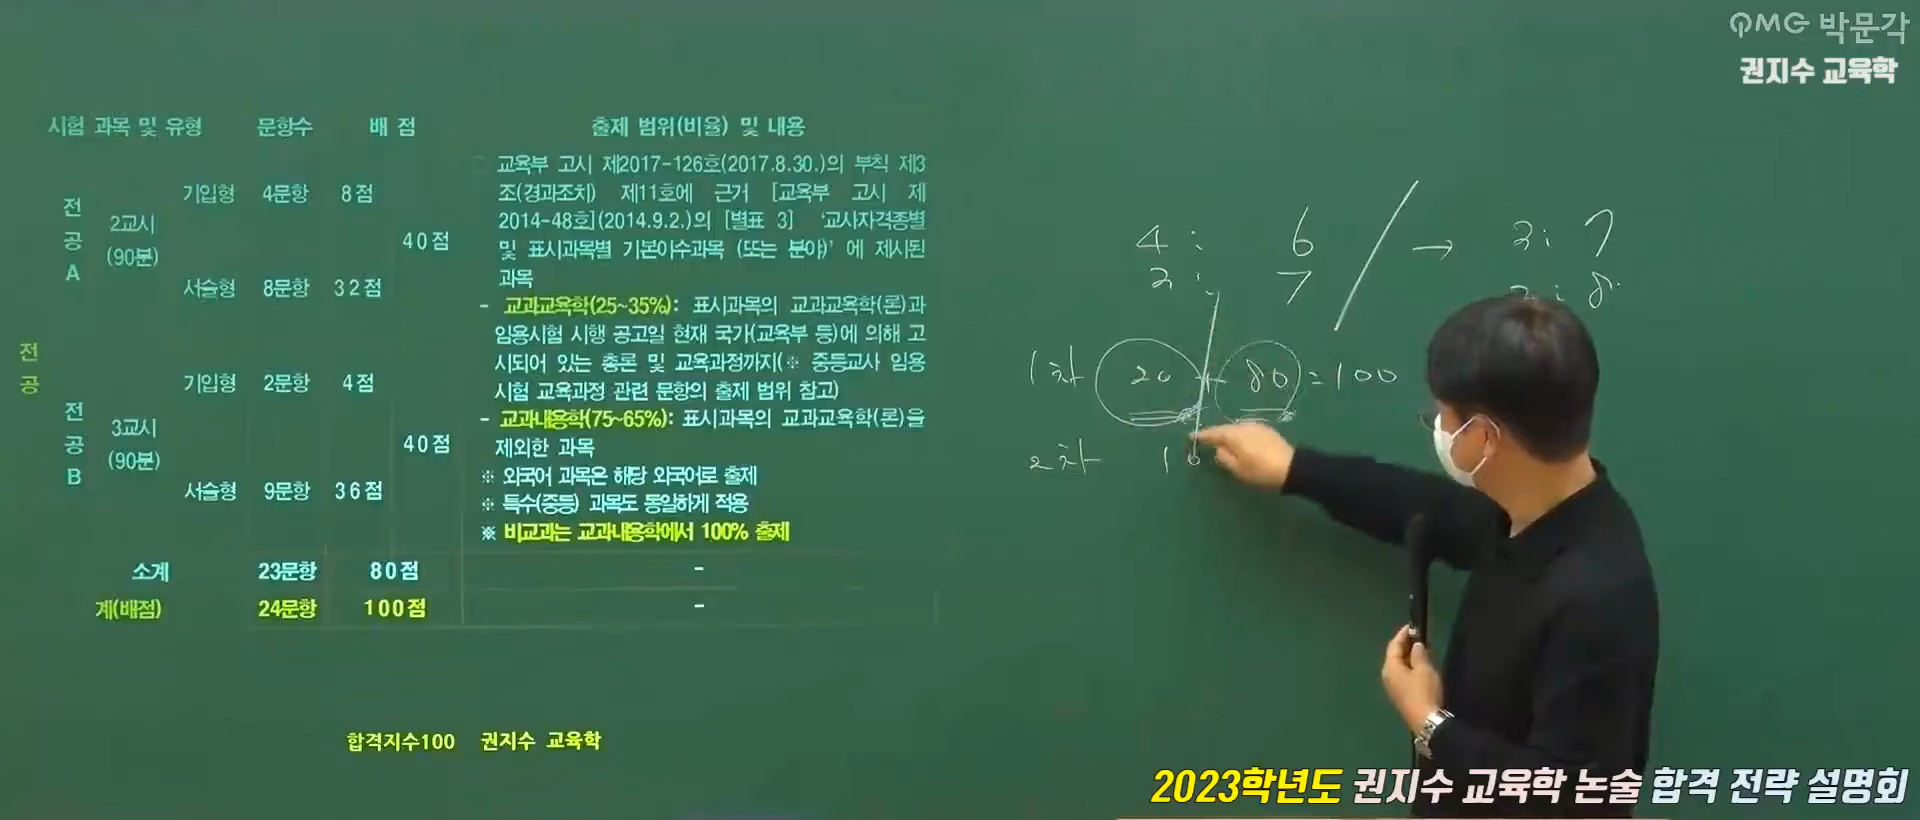 PMG 박문각
권지수 교육학
시험 과목 및 유형 문항수 배 점 출제 범위(비율) 및 내용
전공
전공A
2교시
(90분)
기입형 4문항 8점
서술형 8문항 32점
40점
전공B
3교시
(90분)
기입형 2문항 4점
서술형 9문항 36점
40점
교육부 고시 제2017-126호(2017.8.30.)의 부칙 제3
조(경과조치) 제11호에 근거 [교육부 고시 제
2014-48호](2014.9.2.)의 [별표 3] ‘교사자격종별
및 표시과목별 기본이수과목 (또는 분야)’에 제시된
과목
- 교과교육학(25~35%): 표시과목의 교과교육학(론)과
임용시험 시행 공고일 현재 국가(교육부 등)에 의해 고
시되어 있는 총론 및 교육과정까지(※ 중등교사 임용
시험 교육과정 관련 문항의 출제 범위 참고)
- 교과내용학(75~65%): 표시과목의 교과교육학(론)을
제외한 과목
※ 외국어 과목은 해당 외국어로 출제
※ 특수(중등) 과목도 동일하게 적용
※ 비교과는 교과내용학에서 100% 출제
소계 23문항 80점 -
계(배점) 24문항 100점 -
합격지수100 권지수 교육학
4 : 6 / → 3 : 7
3 : 7
: 8
1차 20 + 80 = 100
2차
2023학년도 권지수 교육학 논술 합격 전략 설명회